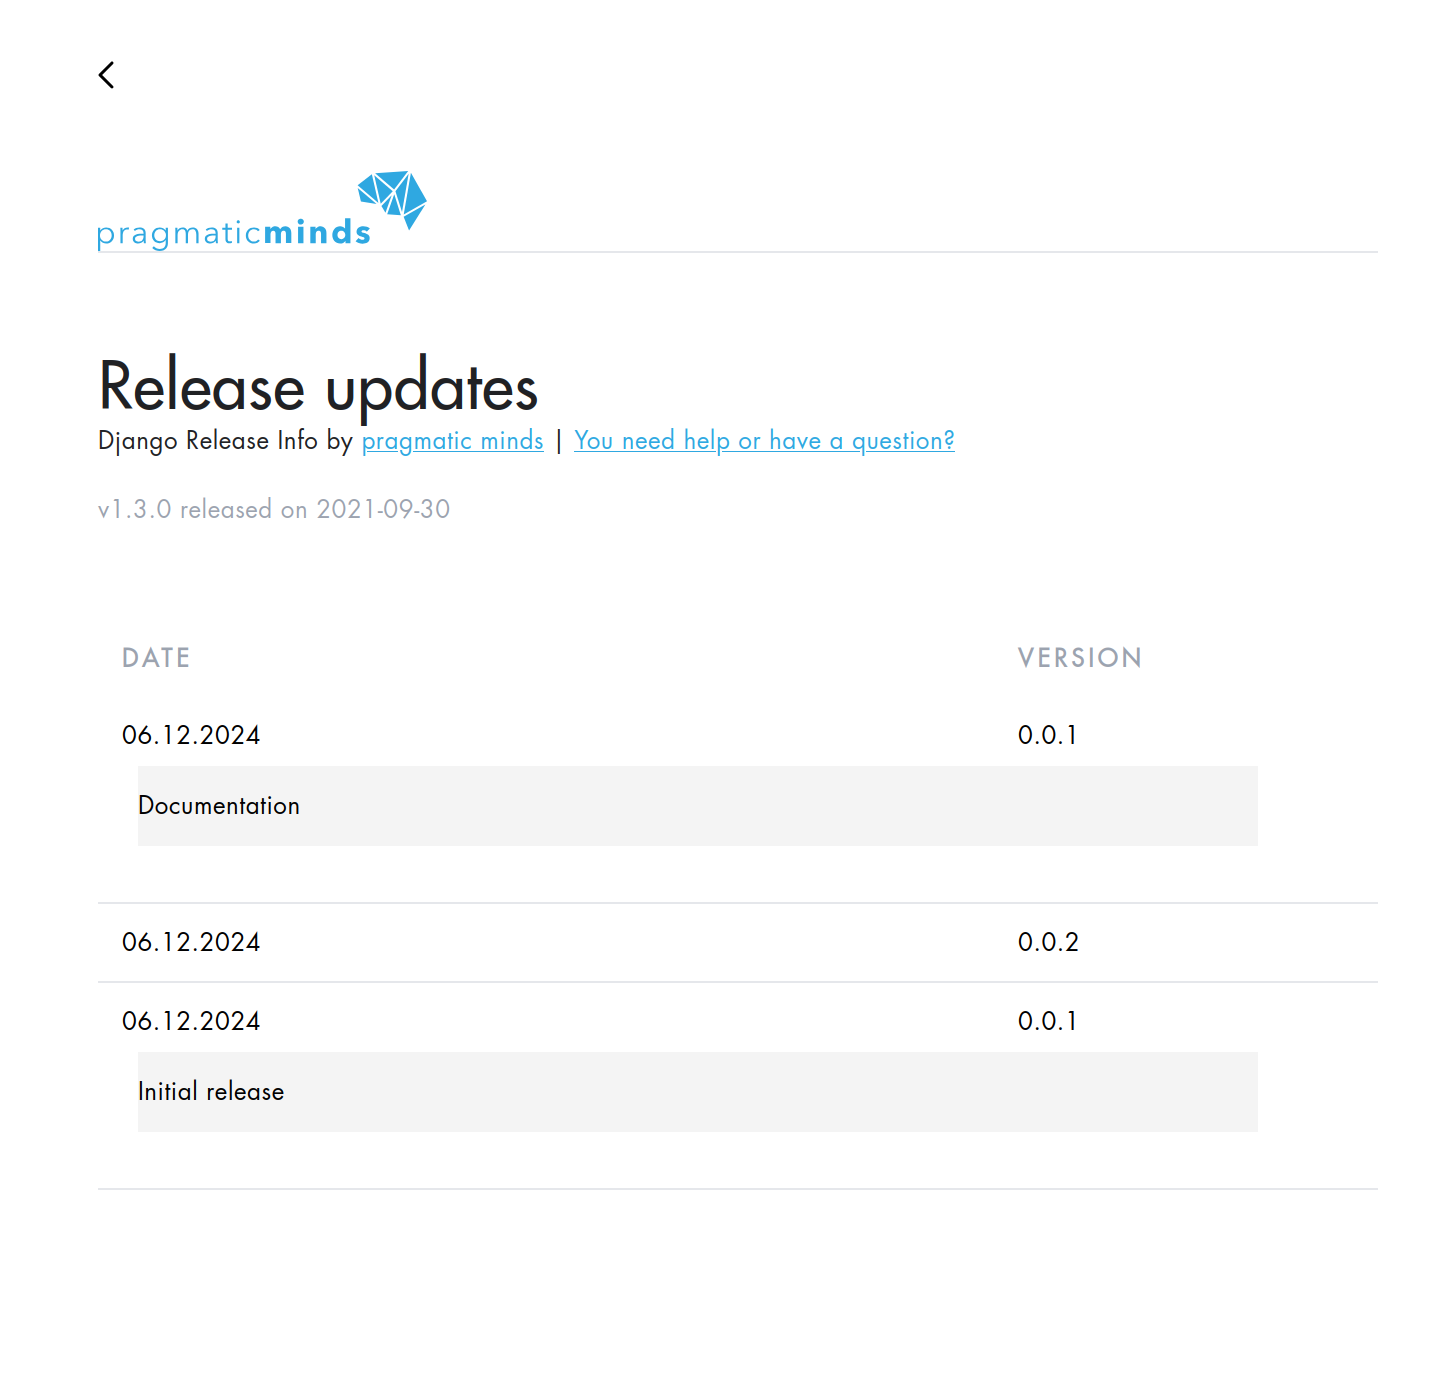 pragmaticminds
Release updates
Django Release Info by pragmatic minds | You need help or have a question?
v1.3.0 released on 2021-09-30
DATE VERSION
06.12.2024 0.0.1
Documentation
06.12.2024 0.0.2
06.12.2024 0.0.1
Initial release